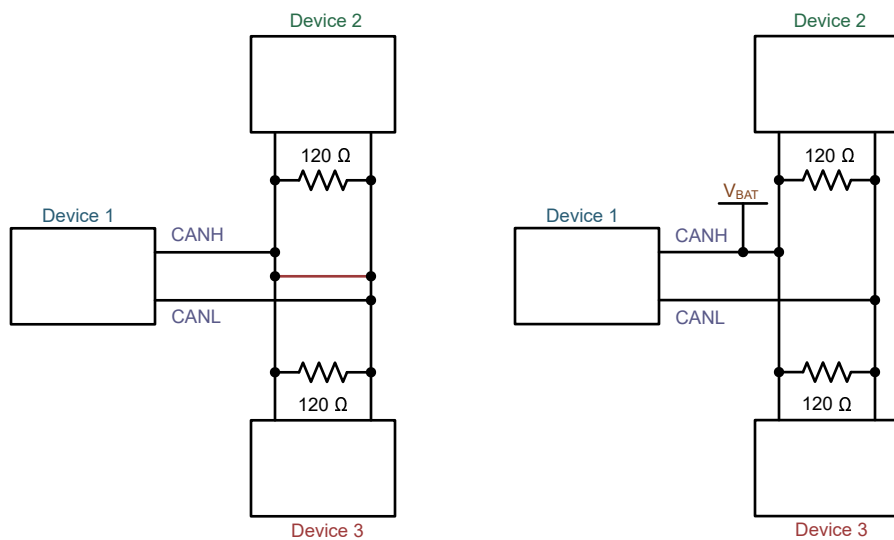 Device 2
120 Ω
Device 1
CANH
CANL
120 Ω
Device 3
Device 2
120 Ω
VBAT
Device 1
CANH
CANL
120 Ω
Device 3